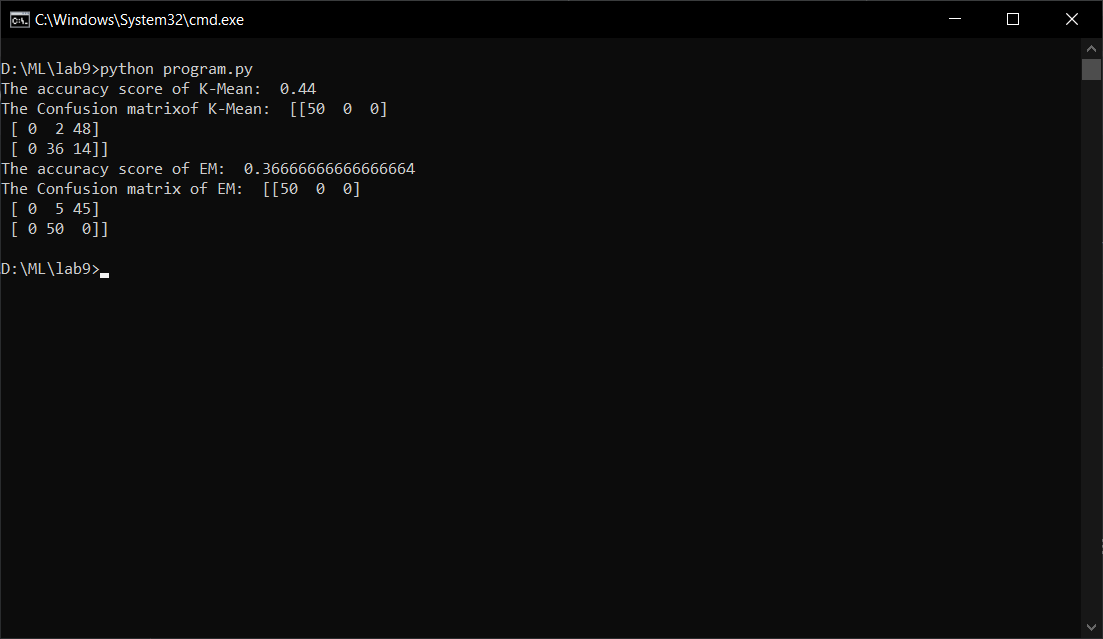 C:\Windows\System32\cmd.exe
D:\ML\lab9>python program.py
The accuracy score of K-Mean:  0.44
The Confusion matrixof K-Mean:  [[50  0  0]
 [ 0  2 48]
 [ 0 36 14]]
The accuracy score of EM:  0.36666666666666664
The Confusion matrix of EM:  [[50  0  0]
 [ 0  5 45]
 [ 0 50  0]]
D:\ML\lab9>